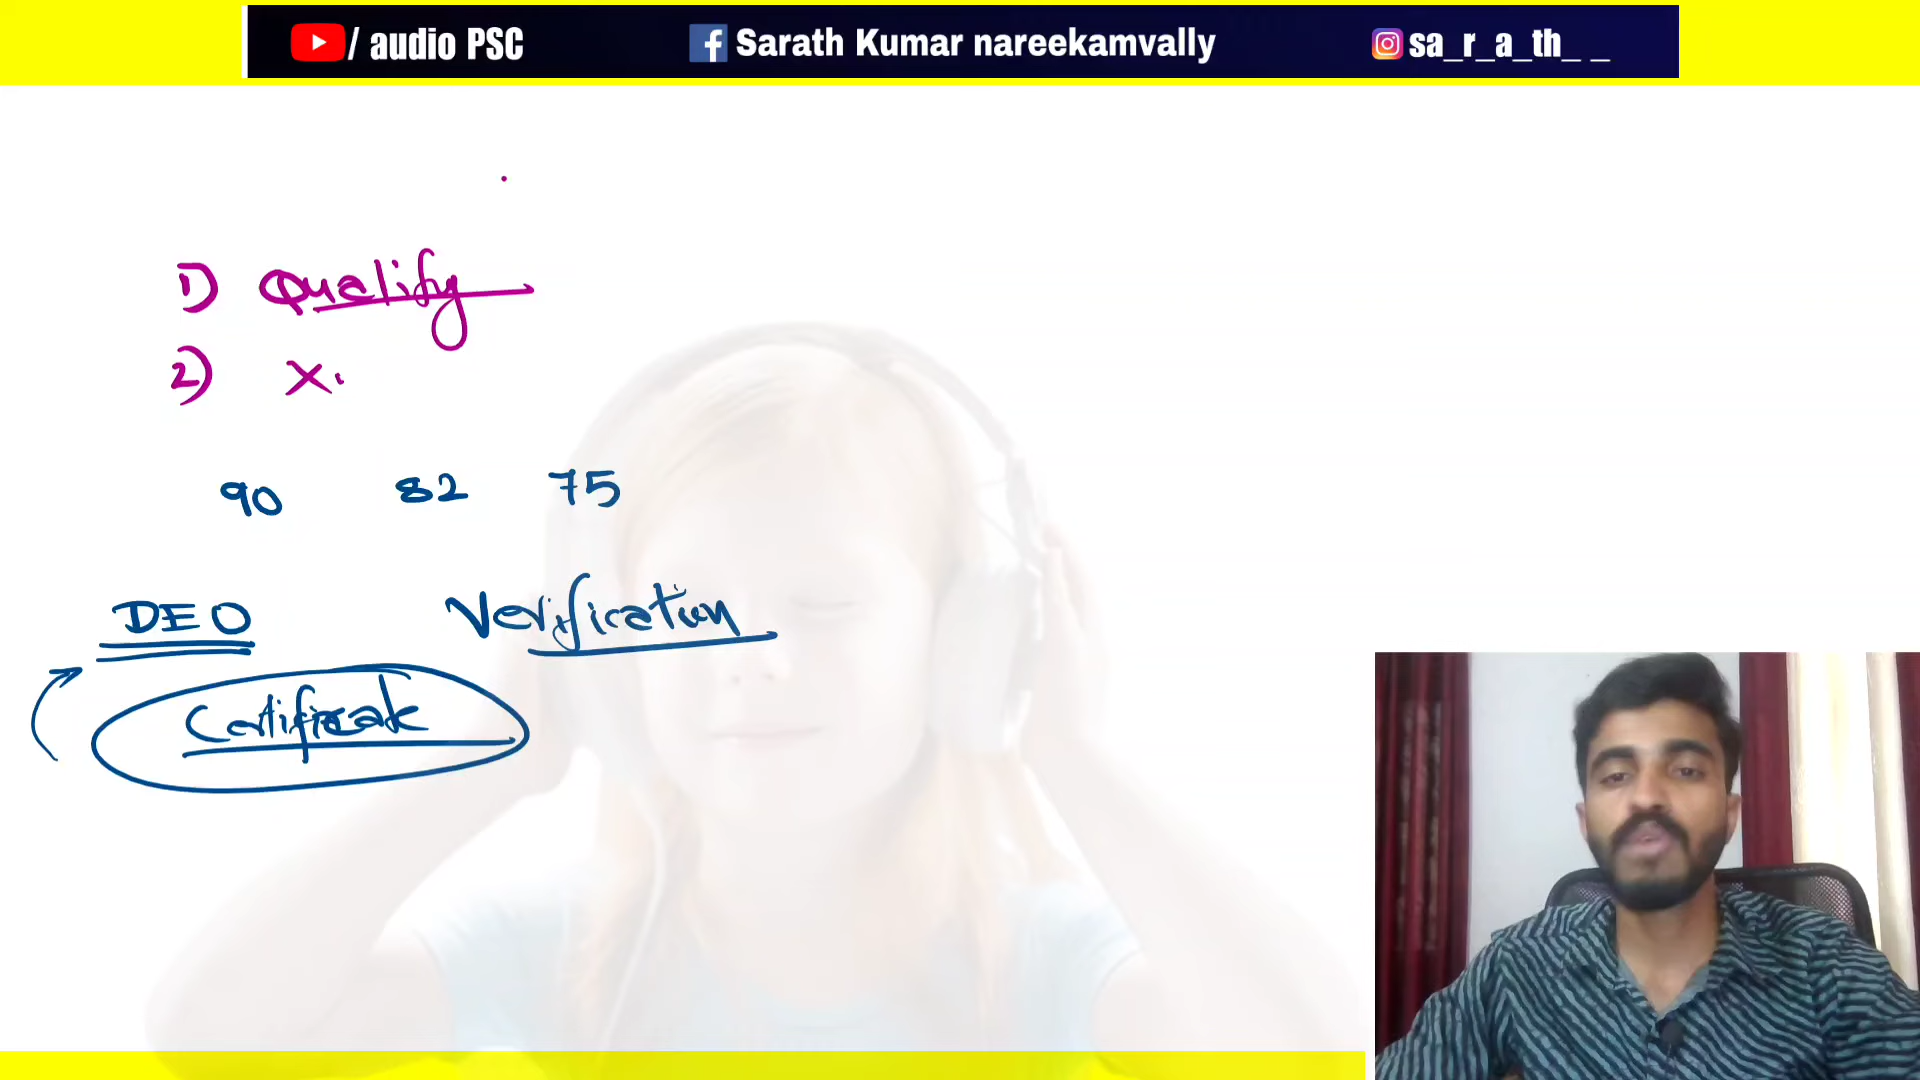 / audio PSC Sarath Kumar nareekamvally sa_r_a_th_ _
1) Qualify
2) X.
90 82 75
DEO Verification
Certificate